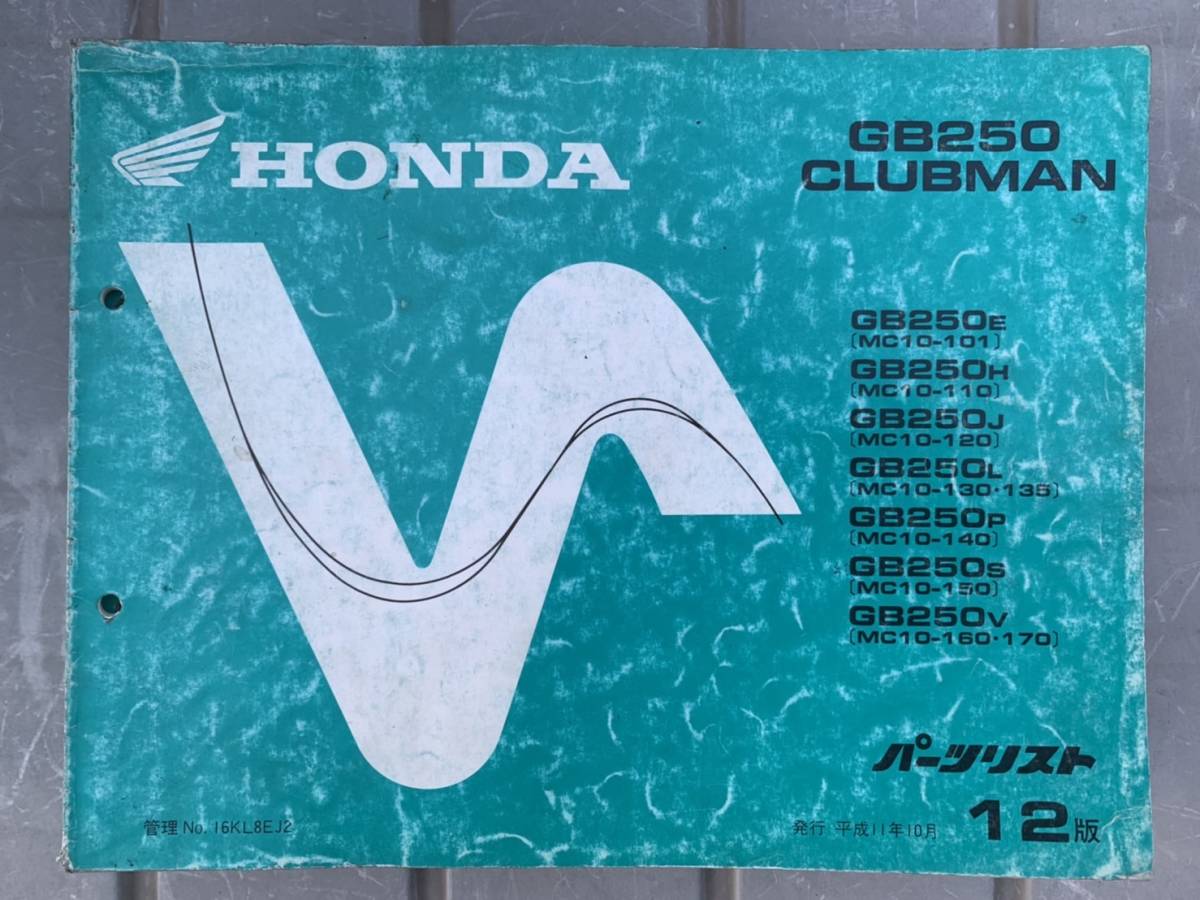 HONDA
GB250
CLUBMAN
GB250E
(MC10-101)
GB250H
(MC10-110)
GB250J
(MC10-120)
GB250L
(MC10-130・135)
GB250P
(MC10-140)
GB250S
(MC10-150)
GB250V
(MC10-160・170)
パーツリスト
管理 No. 16KL8EJ2
発行 平成11年10月 12版